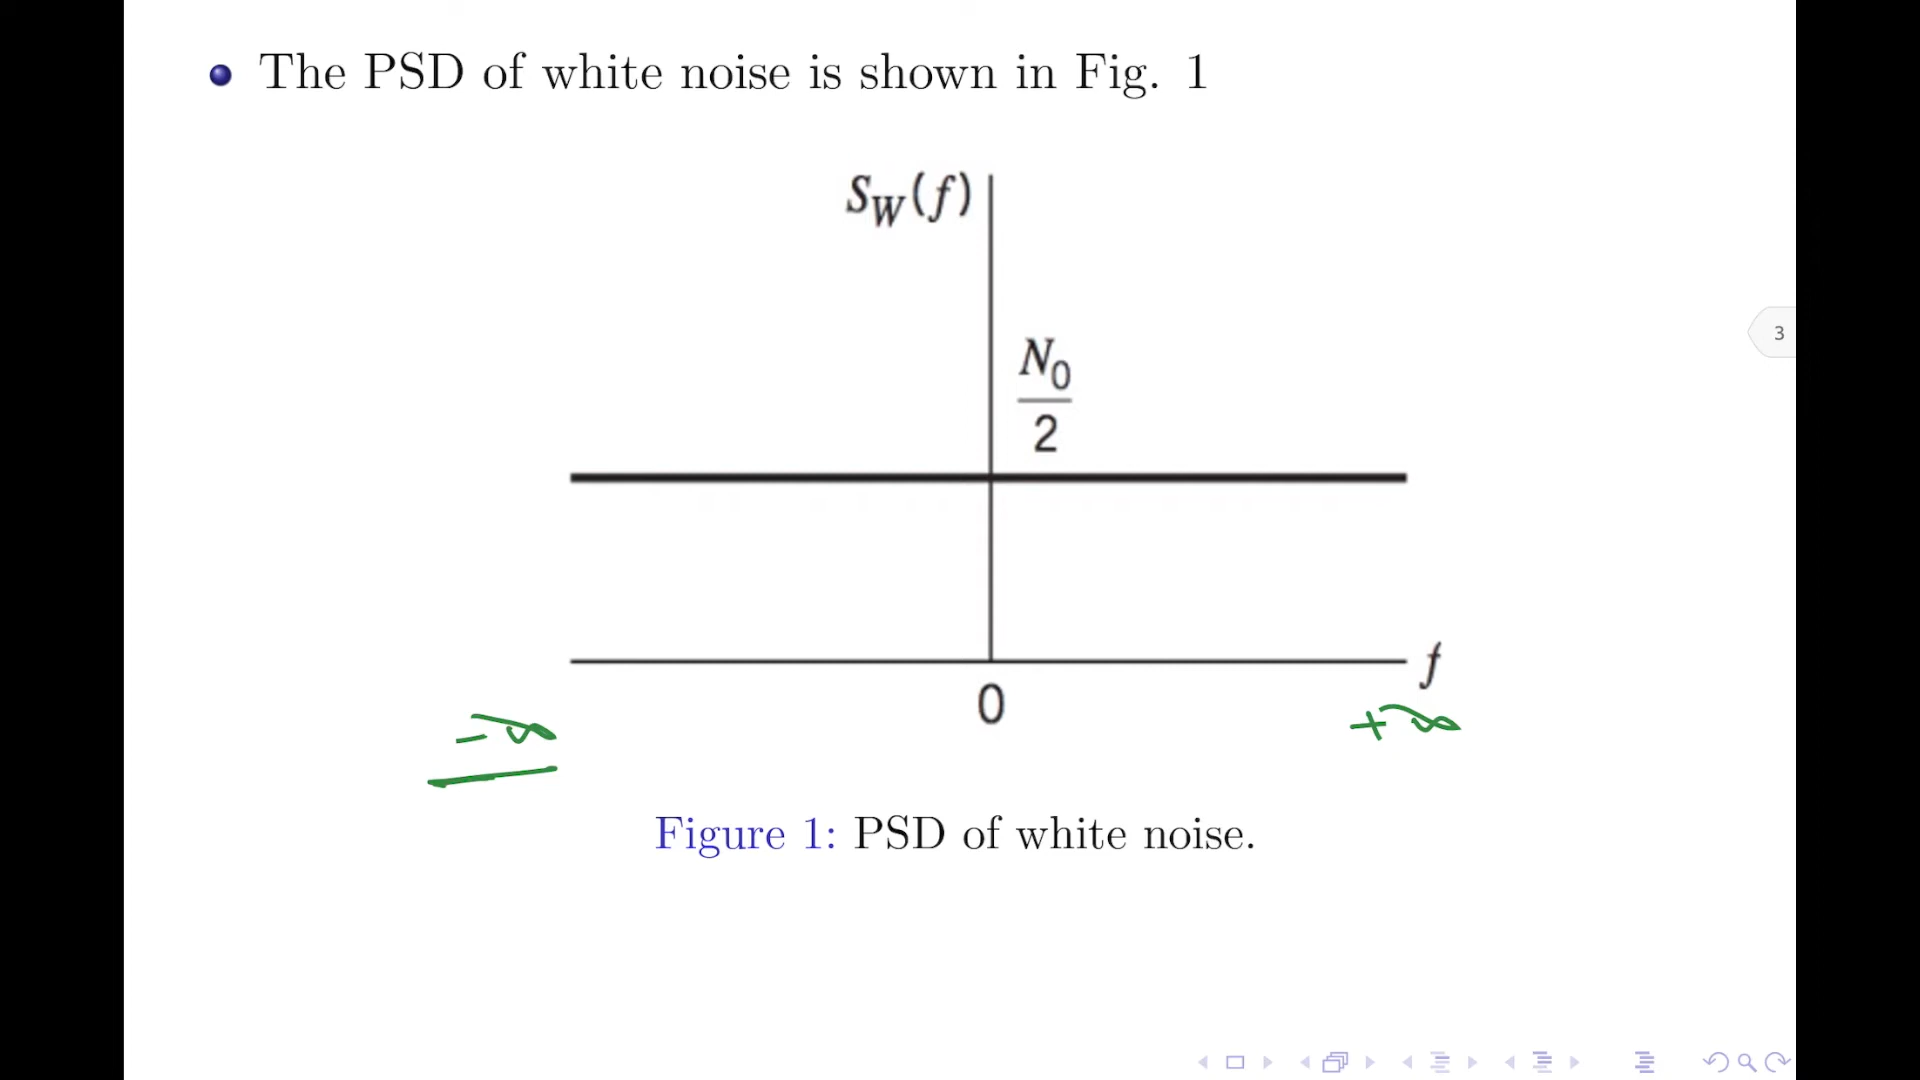 The PSD of white noise is shown in Fig. 1
S_W(f)
N_0
2
f
0
-∞
+∞
Figure 1: PSD of white noise.
3